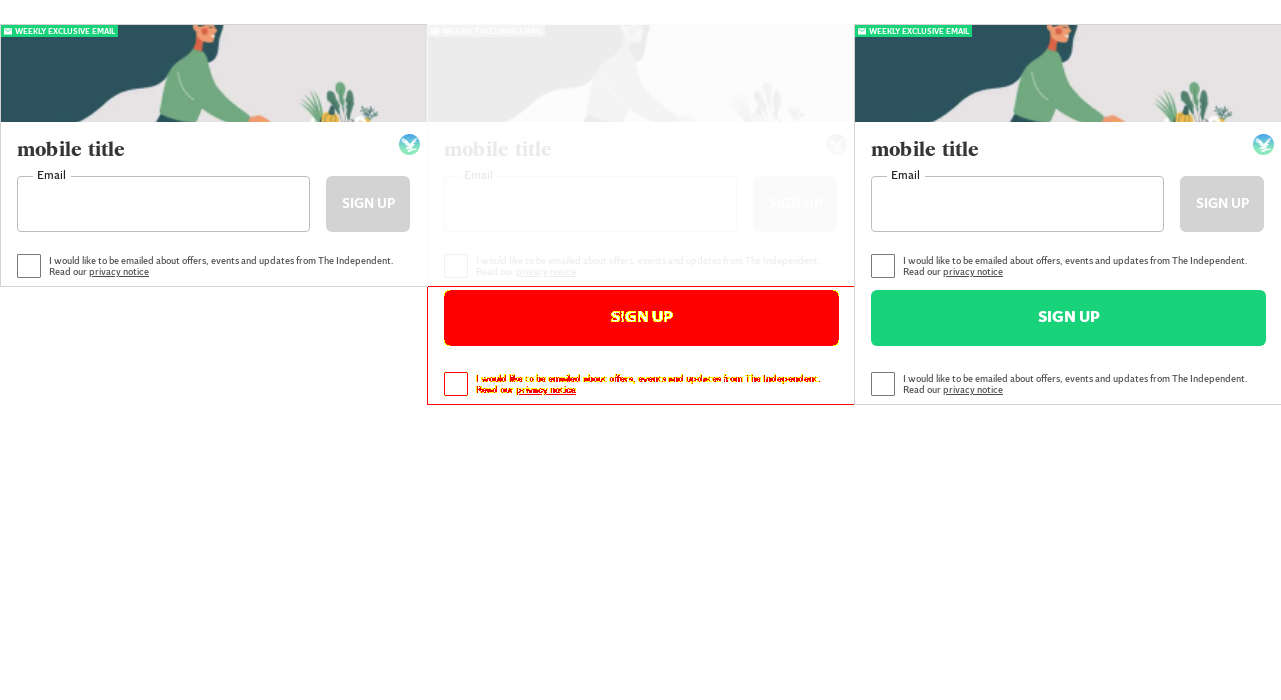 WEEKLY EXCLUSIVE EMAIL
mobile title
Email
SIGN UP
I would like to be emailed about offers, events and updates from The Independent.
Read our privacy notice
WEEKLY EXCLUSIVE EMAIL
mobile title
Email
SIGN UP
I would like to be emailed about offers, events and updates from The Independent.
Read our privacy notice
SIGN UP
I would like to be emailed about offers, events and updates from The Independent.
Read our privacy notice
WEEKLY EXCLUSIVE EMAIL
mobile title
Email
SIGN UP
I would like to be emailed about offers, events and updates from The Independent.
Read our privacy notice
SIGN UP
I would like to be emailed about offers, events and updates from The Independent.
Read our privacy notice